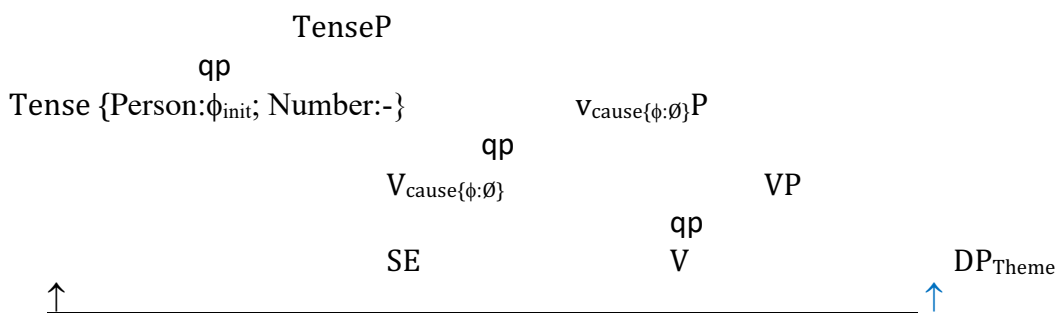 TenseP
qp
Tense {Person:ϕinit; Number:-} vcause{ϕ:Ø}P
qp
Vcause{ϕ:Ø} VP
qp
SE V DPTheme
↑ ↑